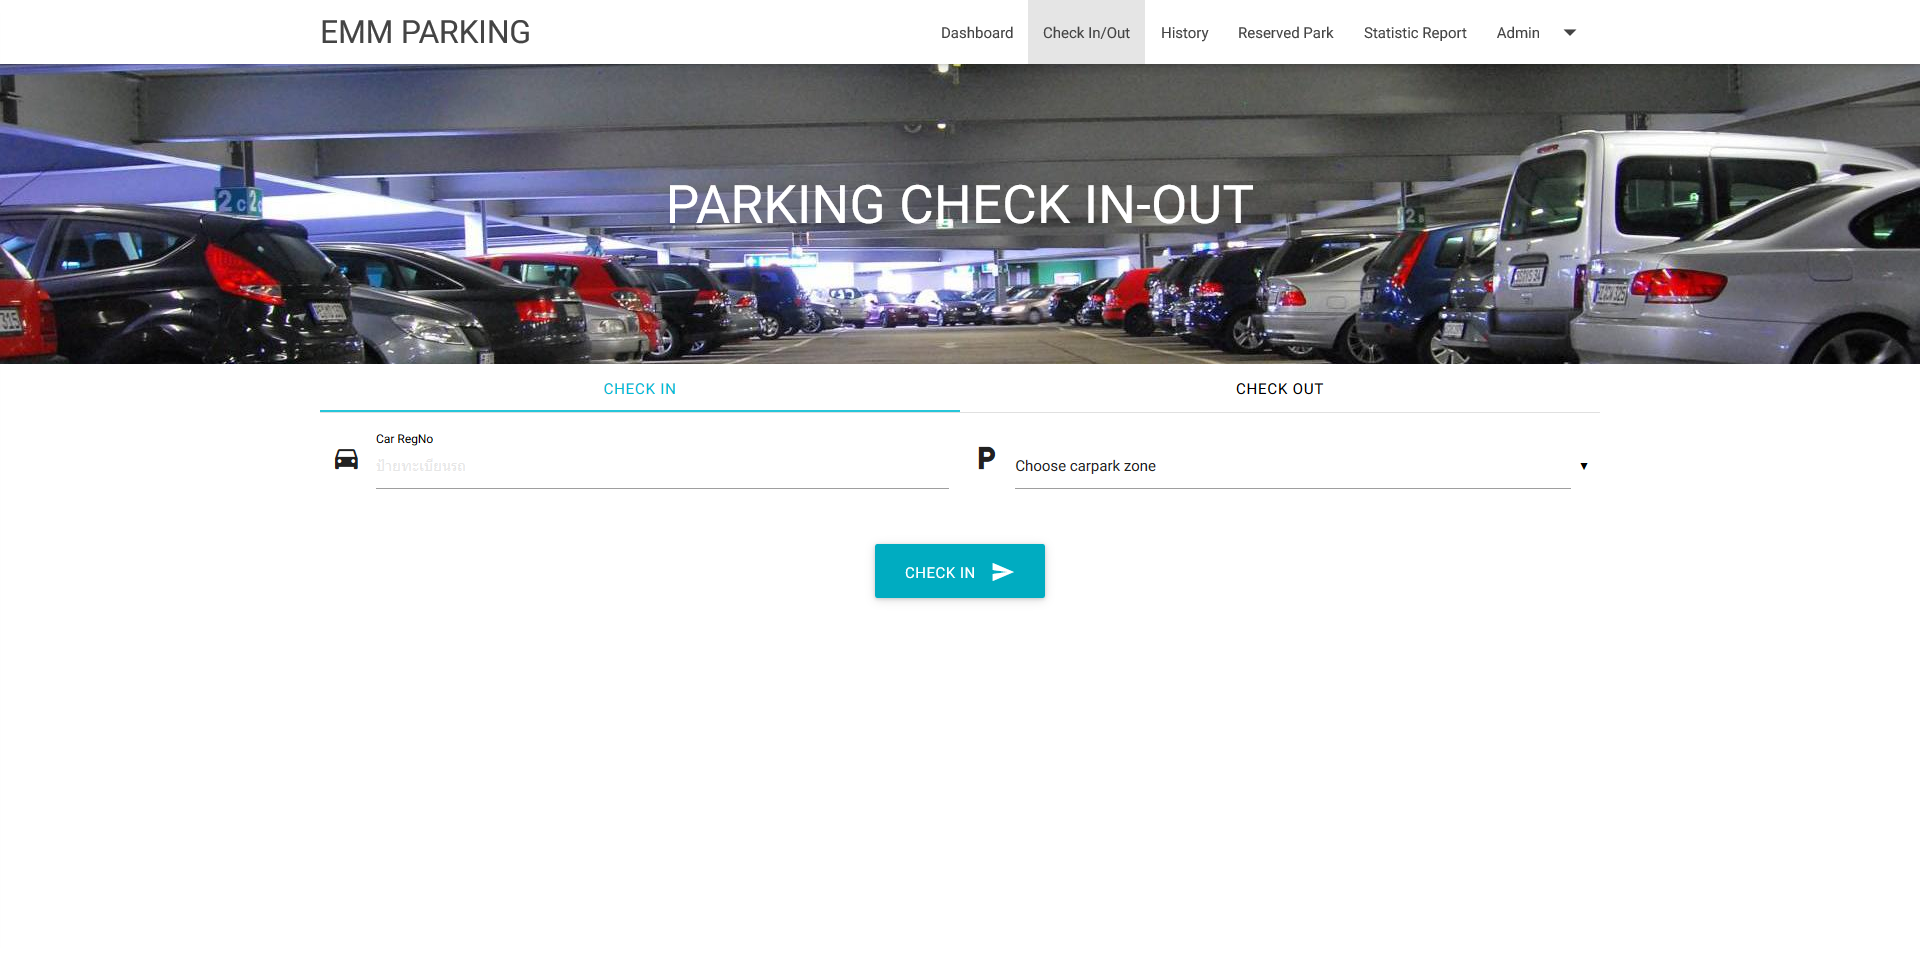 EMM PARKING
Dashboard Check In/Out History Reserved Park Statistic Report Admin
PARKING CHECK IN-OUT
CHECK IN CHECK OUT
Car RegNo
ป้ายทะเบียนรถ
P Choose carpark zone
CHECK IN